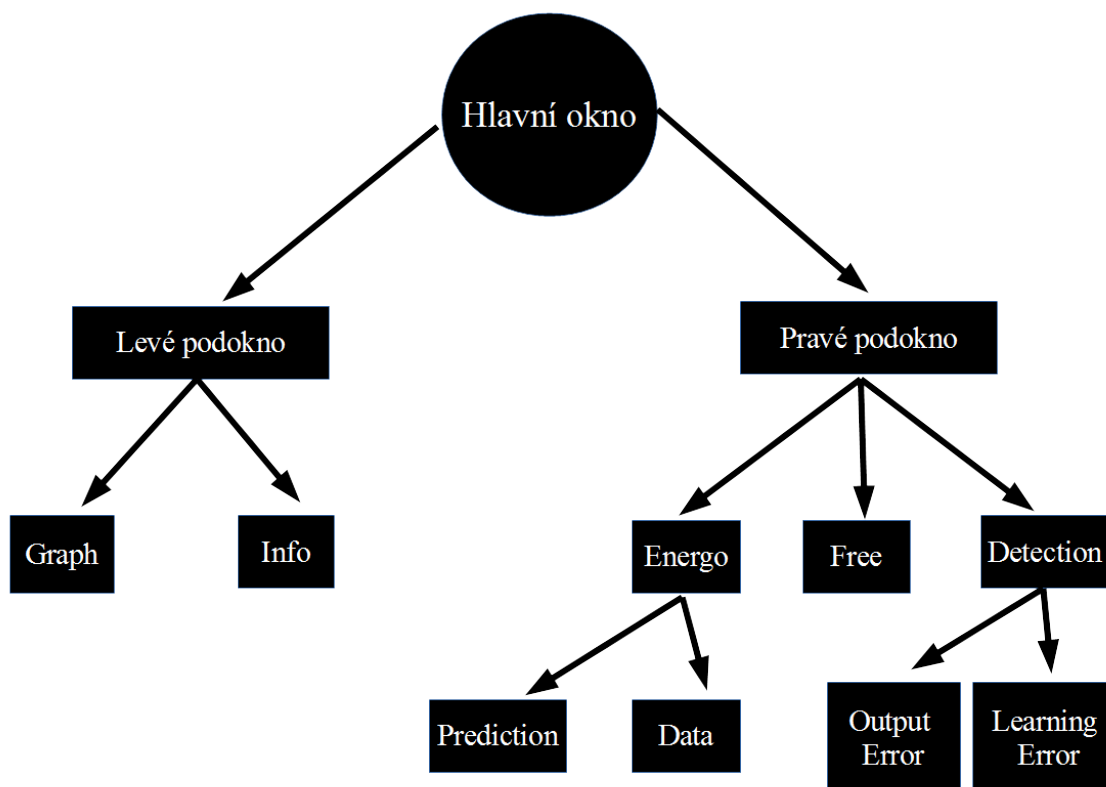 Hlavní okno
Levé podokno
Pravé podokno
Graph
Info
Energo
Free
Detection
Prediction
Data
Output
Error
Learning
Error